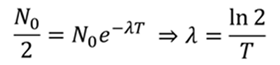 N₀/2 = N₀e^(−λT) ⇒ λ = ln 2/T